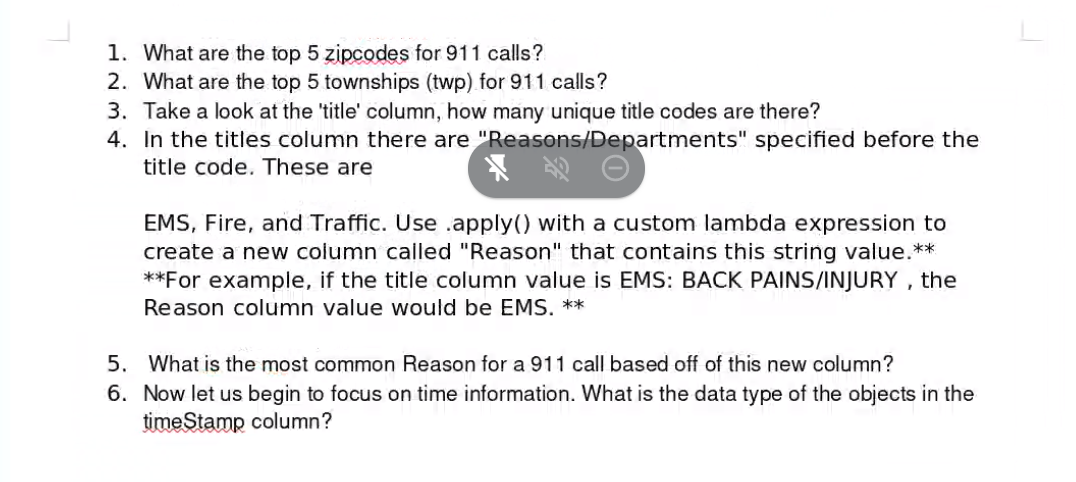 1. What are the top 5 zipcodes for 911 calls?
2. What are the top 5 townships (twp) for 911 calls?
3. Take a look at the 'title' column, how many unique title codes are there?
4. In the titles column there are "Reasons/Departments" specified before the
title code. These are
EMS, Fire, and Traffic. Use .apply() with a custom lambda expression to
create a new column called "Reason" that contains this string value.**
**For example, if the title column value is EMS: BACK PAINS/INJURY , the
Reason column value would be EMS. **
5. What is the most common Reason for a 911 call based off of this new column?
6. Now let us begin to focus on time information. What is the data type of the objects in the
timeStamp column?